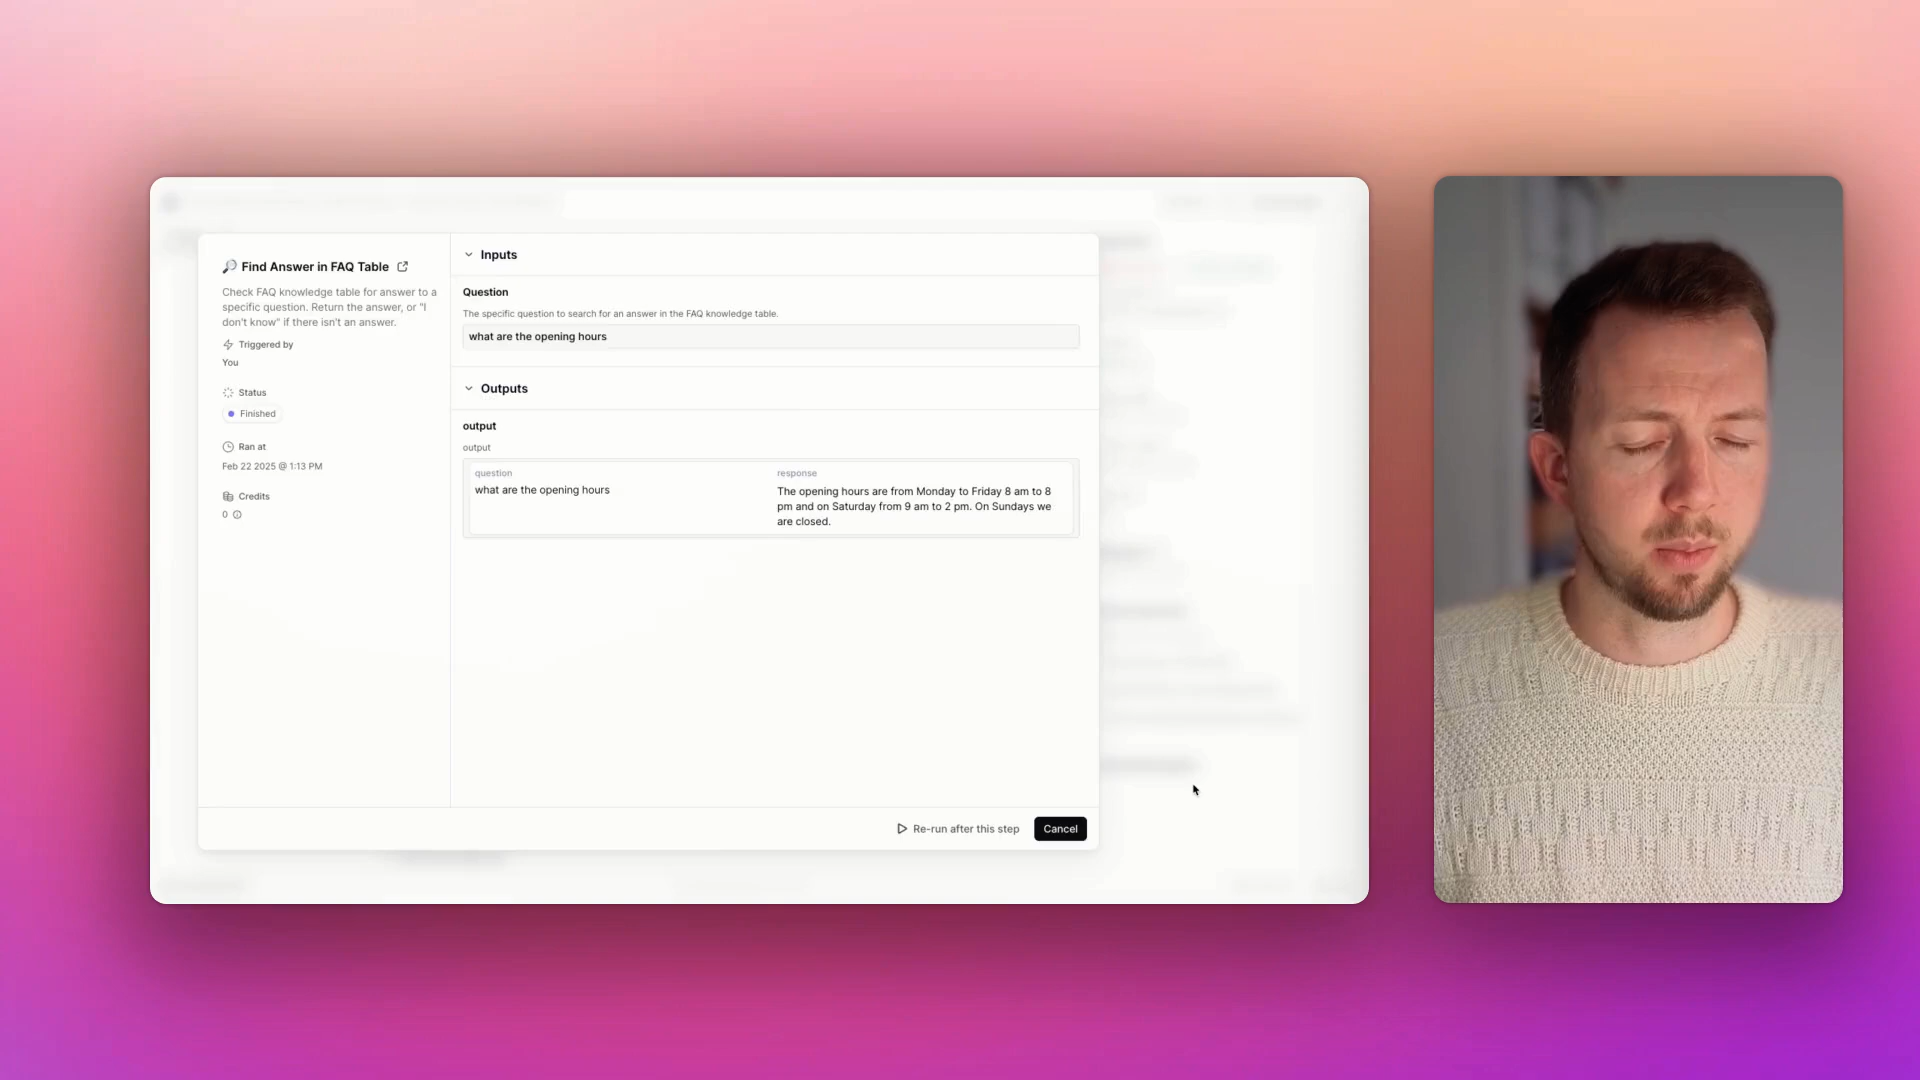 Find Answer in FAQ Table
Check FAQ knowledge table for answer to a
specific question. Return the answer, or "I
don't know" if there isn't an answer.
Triggered by
You
Status
Finished
Ran at
Feb 22 2025 @ 1:13 PM
Credits
0
Inputs
Question
The specific question to search for an answer in the FAQ knowledge table.
what are the opening hours
Outputs
output
output
question
what are the opening hours
response
The opening hours are from Monday to Friday 8 am to 8
pm and on Saturday from 9 am to 2 pm. On Sundays we
are closed.
Re-run after this step
Cancel